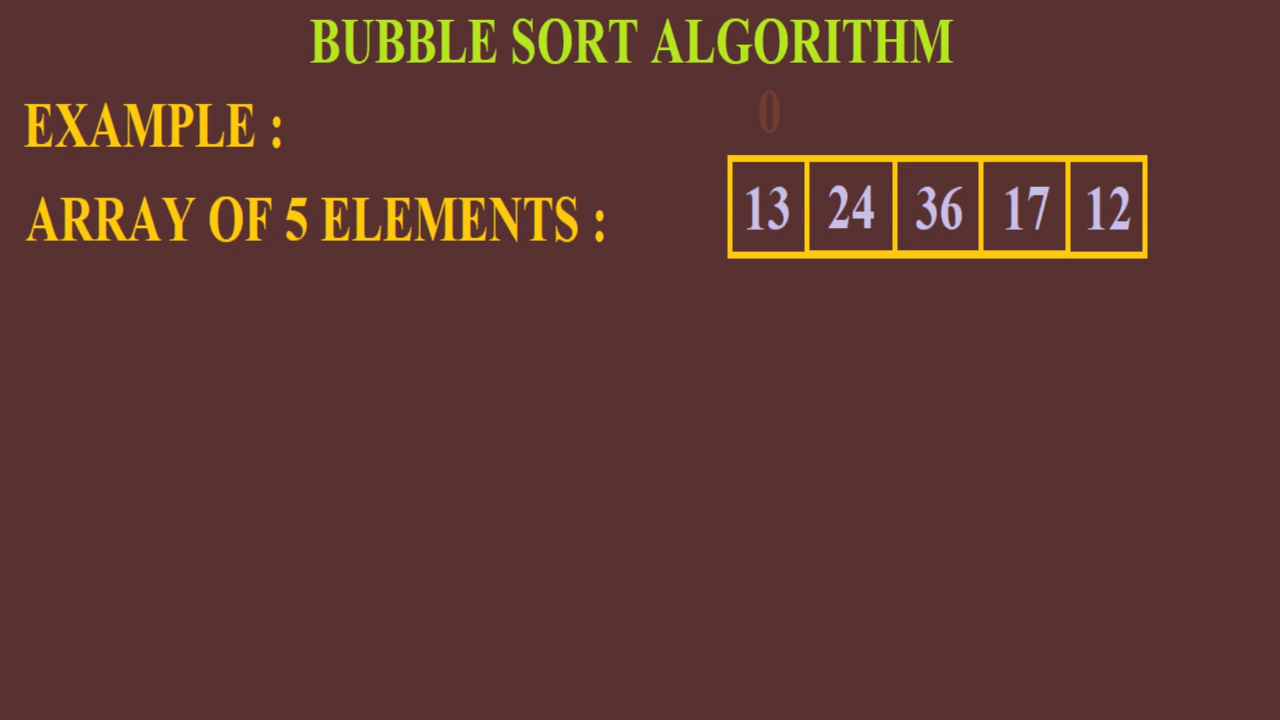 BUBBLE SORT ALGORITHM
EXAMPLE :
0
ARRAY OF 5 ELEMENTS :
13 24 36 17 12